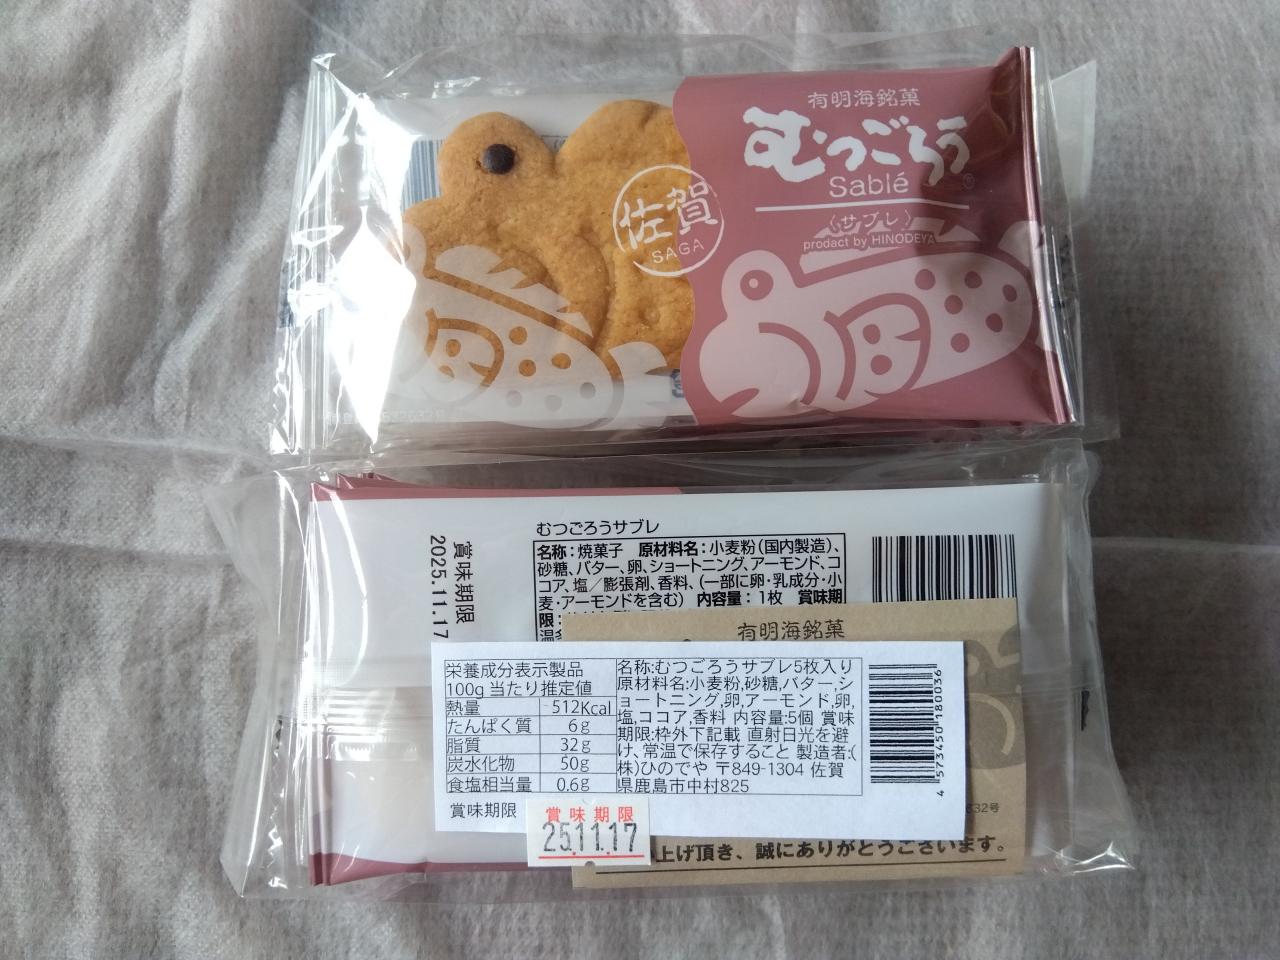 有明海銘菓
むつごろう
Sablé
®
〈サブレ〉
prodact by HINODEYA
佐賀
SAGA
むつごろうサブレ
名称：焼菓子 原材料名：小麦粉（国内製造）、
砂糖、バター、卵、ショートニング、アーモンド、コ
コア、塩／膨張剤、香料、（一部に卵・乳成分・小
麦・アーモンドを含む） 内容量：1枚 賞味期
限：
賞味期限
2025.11.17
有明海銘菓
栄養成分表示製品
100g 当たり推定値
熱量 512Kcal
たんぱく質 6g
脂質 32g
炭水化物 50g
食塩相当量 0.6g
名称:むつごろうサブレ5枚入り
原材料名:小麦粉,砂糖,バター,シ
ョートニング,卵,アーモンド,卵,
塩,ココア,香料 内容量:5個 賞味
期限:枠外下記載 直射日光を避
け、常温で保存すること 製造者:(
株)ひのでや 〒849-1304 佐賀
県鹿島市中村825
4573450180036
賞味期限
賞味期限
25.11.17
632号
上げ頂き、誠にありがとうございます。